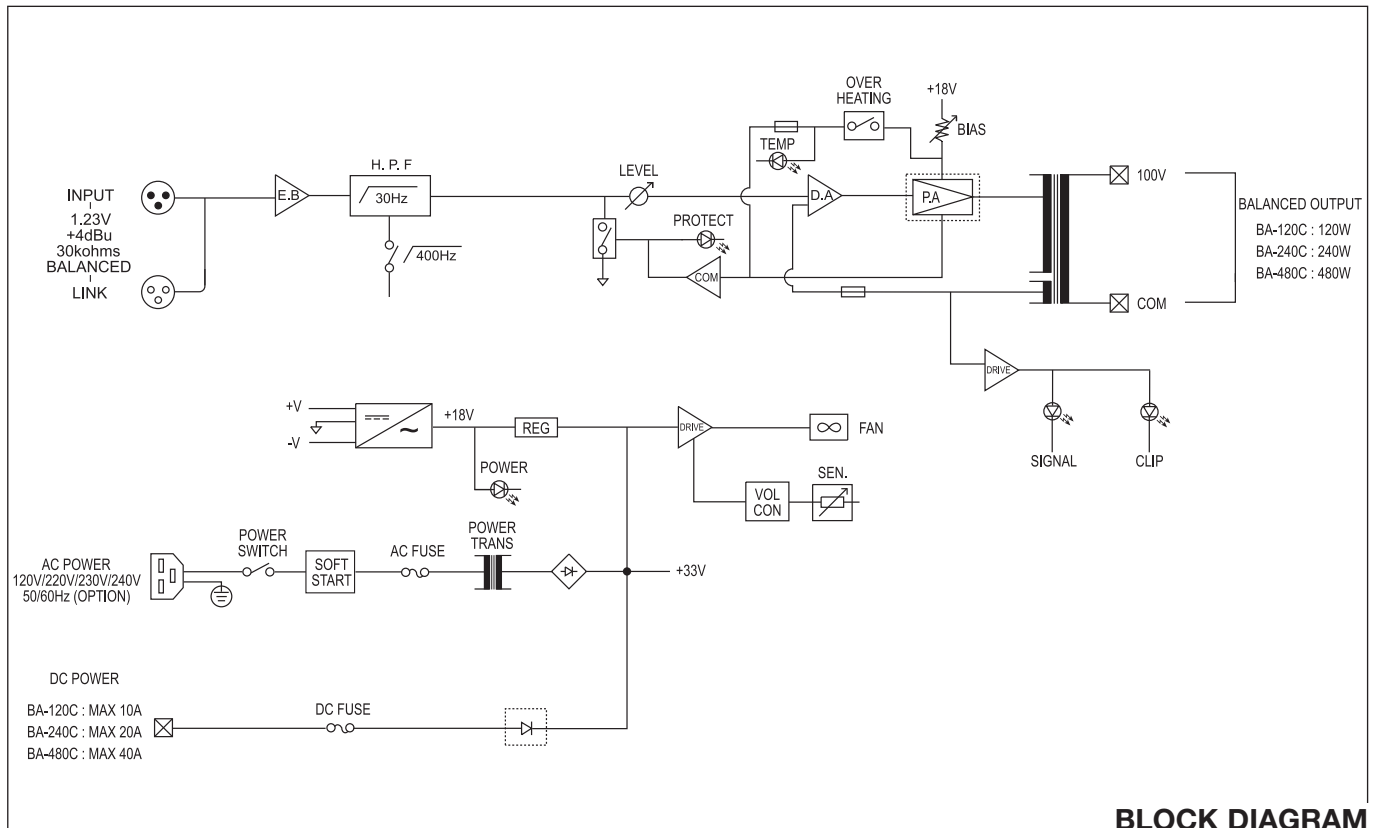 OVER
HEATING
+18V
BIAS
TEMP
H. P. F
30Hz
400Hz
LEVEL
PROTECT
INPUT
1.23V
+4dBu
30kohms
BALANCED
LINK
E.B
D.A
P.A
COM
100V
COM
BALANCED OUTPUT
BA-120C : 120W
BA-240C : 240W
BA-480C : 480W
DRIVE
SIGNAL
CLIP
+V
-V
+18V
REG
POWER
DRIVE
FAN
VOL
CON
SEN.
AC POWER
120V/220V/230V/240V
50/60Hz (OPTION)
POWER
SWITCH
SOFT
START
AC FUSE
POWER
TRANS
+33V
DC POWER
BA-120C : MAX 10A
BA-240C : MAX 20A
BA-480C : MAX 40A
DC FUSE
BLOCK DIAGRAM